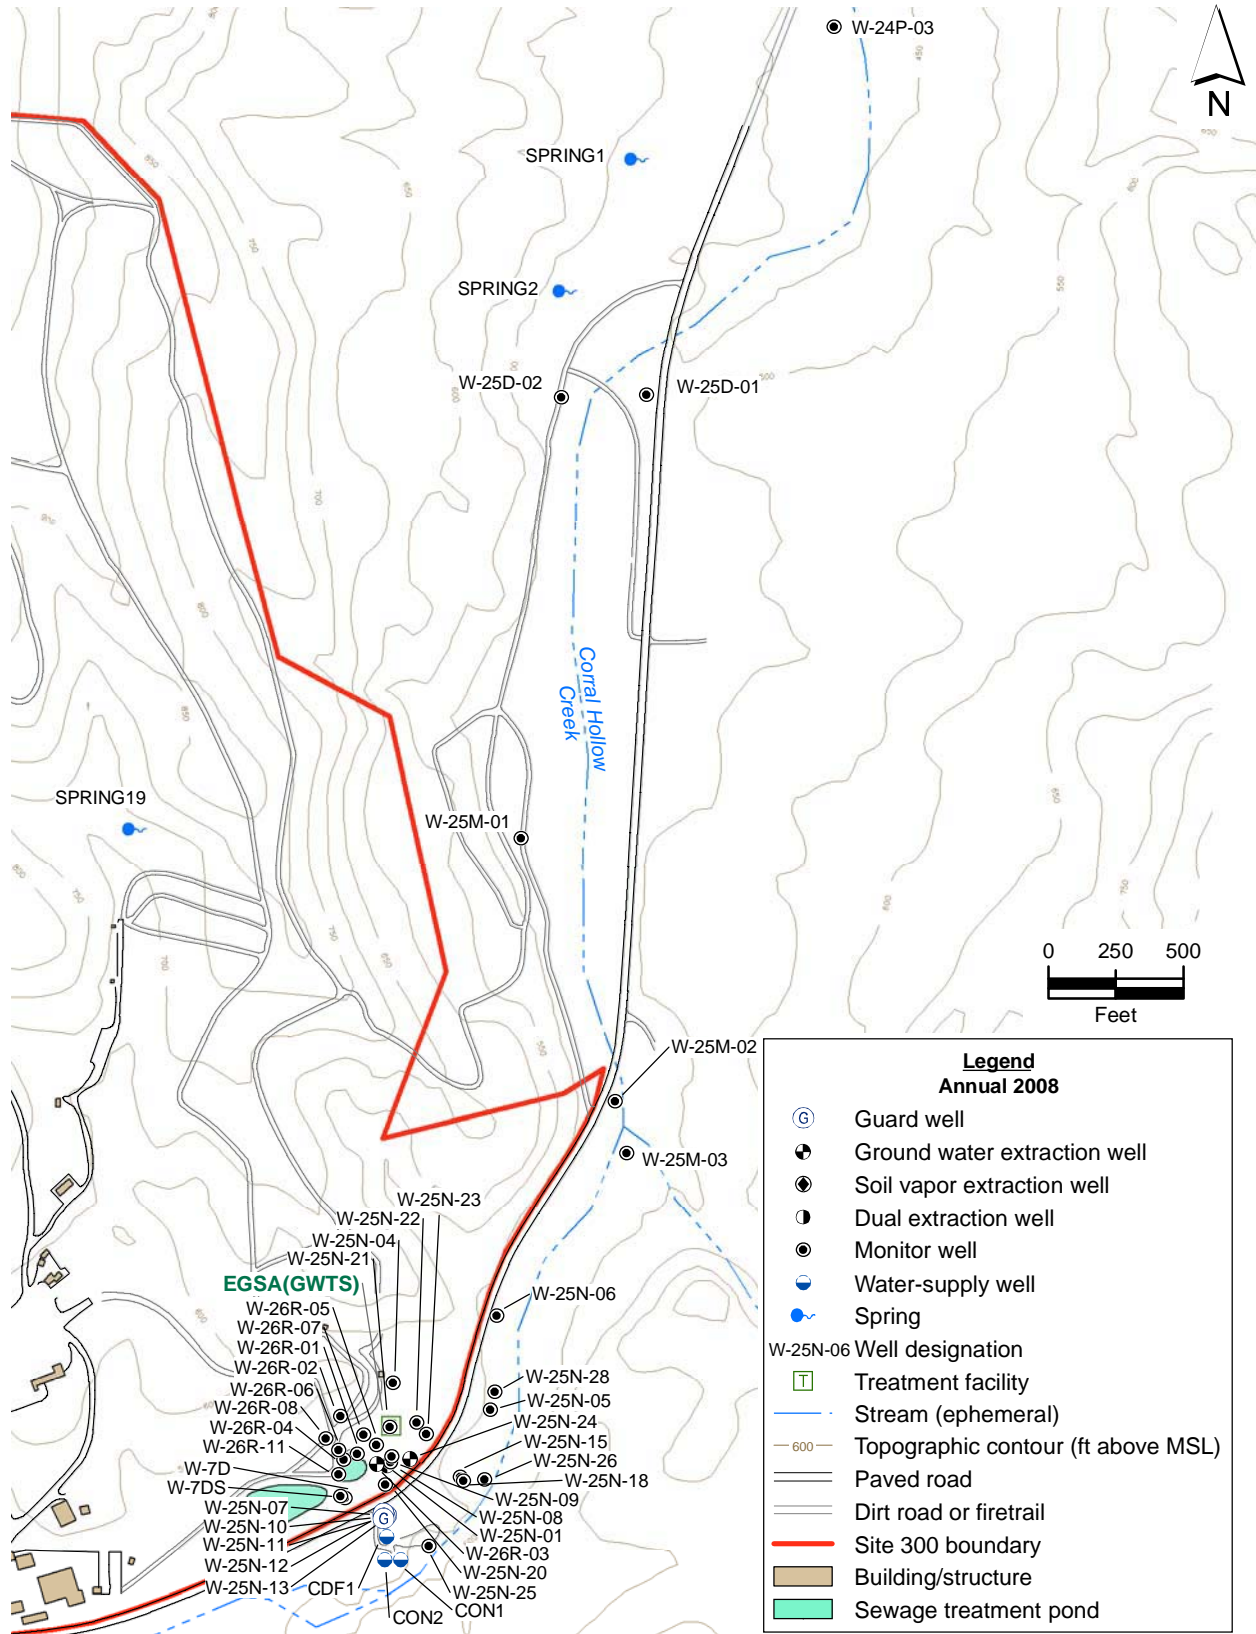 W-24P-03
N
SPRING1
SPRING2
W-25D-02
W-25D-01
Corral Hollow
Creek
SPRING19
W-25M-01
0 250 500
Feet
W-25M-02
W-25M-03
W-25N-23
W-25N-22
W-25N-04
W-25N-21
EGSA(GWTS)
W-26R-05
W-26R-07
W-26R-01
W-26R-02
W-26R-06
W-26R-08
W-26R-04
W-26R-11
W-7D
W-7DS
W-25N-07
W-25N-10
W-25N-11
W-25N-12
W-25N-13
CDF1
CON2
CON1
W-25N-06
W-25N-28
W-25N-05
W-25N-24
W-25N-15
W-25N-26
W-25N-18
W-25N-09
W-25N-08
W-25N-01
W-26R-03
W-25N-20
W-25N-25
G
Legend
Annual 2008
G Guard well
Ground water extraction well
Soil vapor extraction well
Dual extraction well
Monitor well
Water-supply well
Spring
W-25N-06 Well designation
T Treatment facility
Stream (ephemeral)
600 Topographic contour (ft above MSL)
Paved road
Dirt road or firetrail
Site 300 boundary
Building/structure
Sewage treatment pond